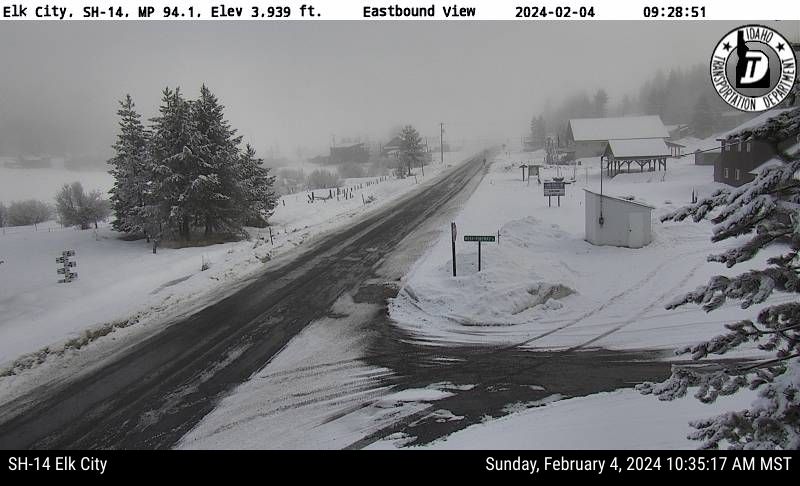 Elk City, SH-14, MP 94.1, Elev 3,939 ft. Eastbound View 2024-02-04 09:28:51
IDAHO
TRANSPORTATION DEPARTMENT
SH-14 Elk City Sunday, February 4, 2024 10:35:17 AM MST